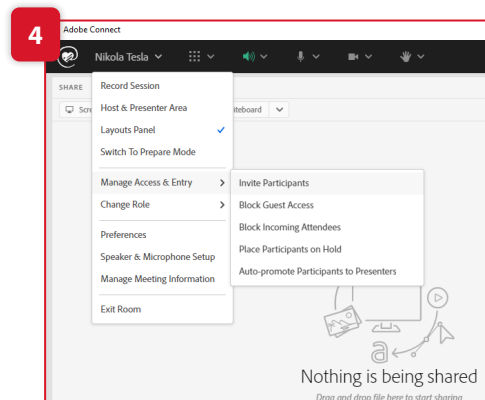 4
Adobe Connect
Nikola Tesla
SHARE
Record Session
Host & Presenter Area
Layouts Panel
Switch To Prepare Mode
Manage Access & Entry
Invite Participants
Change Role
Block Guest Access
Block Incoming Attendees
Preferences
Place Participants on Hold
Speaker & Microphone Setup
Auto-promote Participants to Presenters
Manage Meeting Information
Exit Room
a
Nothing is being shared
Drag and drop file here to start sharing